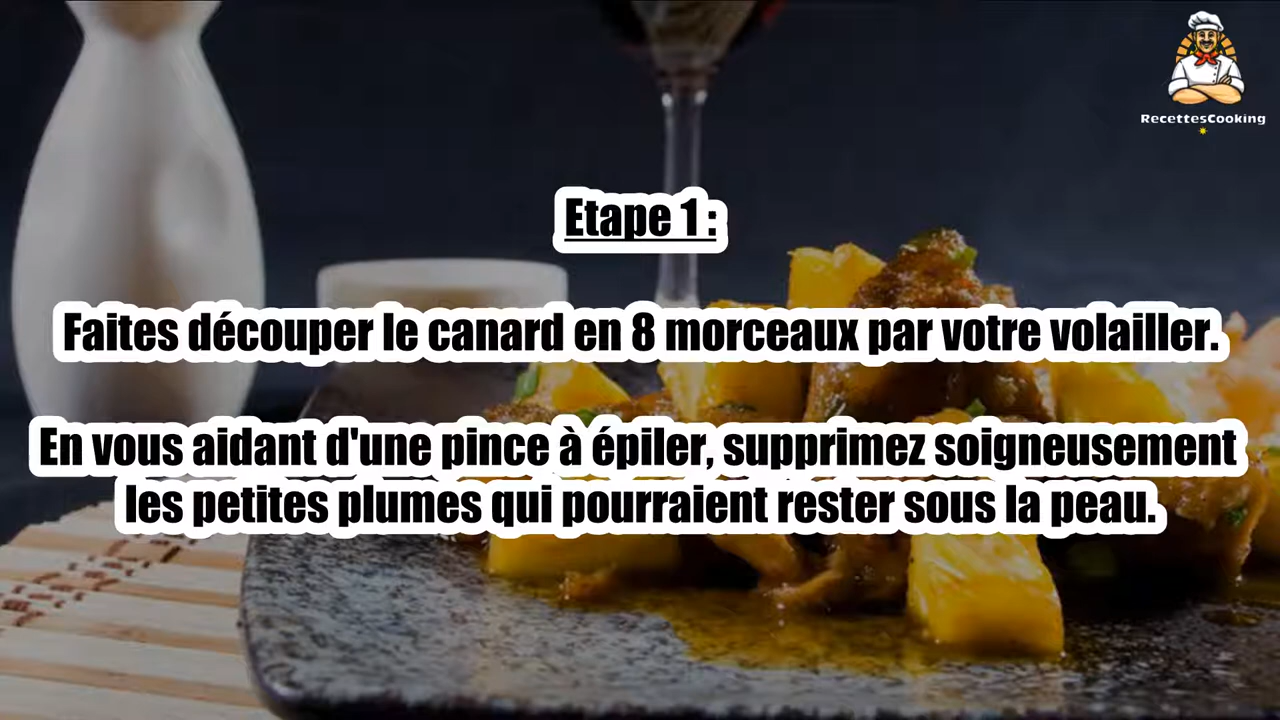 RecettesCooking
Etape 1 :
Faites découper le canard en 8 morceaux par votre volailler.
En vous aidant d'une pince à épiler, supprimez soigneusement
les petites plumes qui pourraient rester sous la peau.